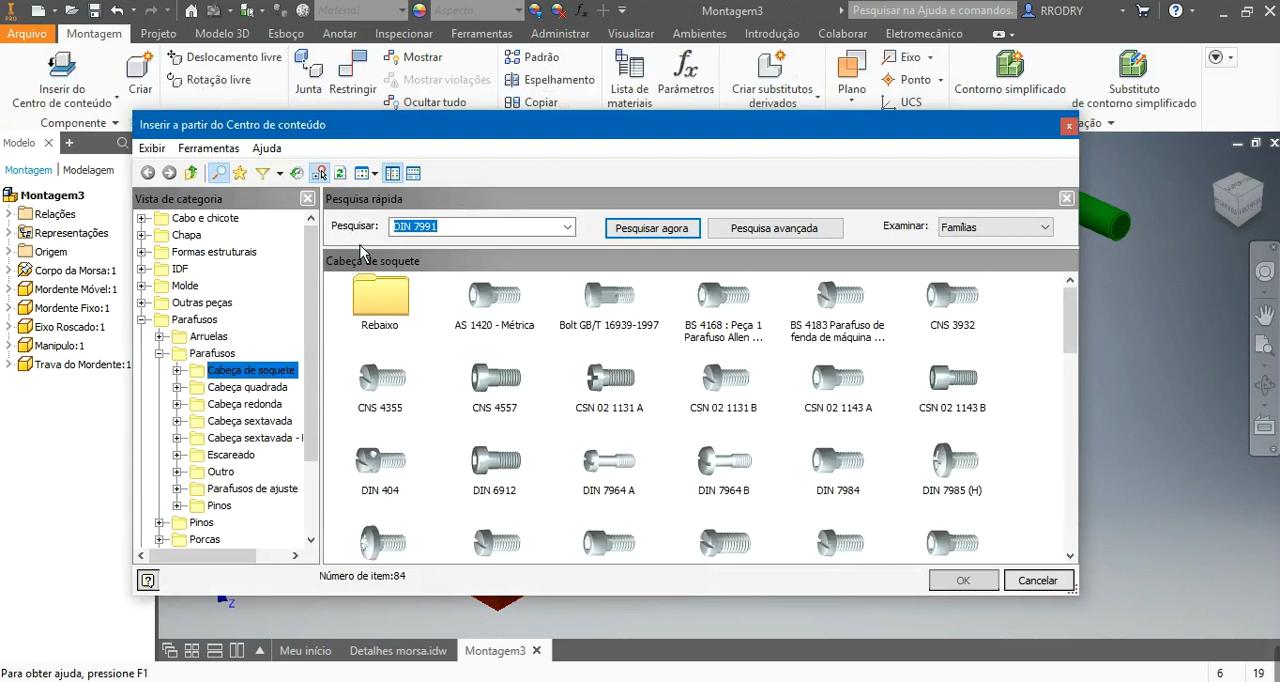 PRO
Material
Aspecto
Montagem3
Pesquisar na Ajuda e comandos.
RRODRY
Arquivo Montagem Projeto Modelo 3D Esboço Anotar Inspecionar Ferramentas Administrar Visualizar Ambientes Introdução Colaborar Eletromecânico
Inserir do
Centro de conteúdo
Criar
Deslocamento livre
Rotação livre
Componente
Junta
Restringir
Mostrar
Mostrar violações
Ocultar tudo
Padrão
Espelhamento
Copiar
Lista de
materiais
Parâmetros
Criar substitutos
derivados
Plano
Eixo
Ponto
UCS
Contorno simplificado
Substituto
de contorno simplificado
ação
Modelo
Montagem Modelagem
Montagem3
Relações
Representações
Origem
Corpo da Morsa:1
Mordente Móvel:1
Mordente Fixo:1
Eixo Roscado:1
Manipulo:1
Trava do Mordente:1
Inserir a partir do Centro de conteúdo
Exibir Ferramentas Ajuda
Vista de categoria
Cabo e chicote
Chapa
Formas estruturais
IDF
Molde
Outras peças
Parafusos
Arruelas
Parafusos
Cabeça de soquete
Cabeça quadrada
Cabeça redonda
Cabeça sextavada
Cabeça sextavada -
Escareado
Outro
Parafusos de ajuste
Pinos
Pinos
Porcas
Pesquisa rápida
Pesquisar: DIN 7991 Pesquisar agora Pesquisa avançada Examinar: Famílias
Cabeça de soquete
Rebaixo AS 1420 - Métrica Bolt GB/T 16939-1997 BS 4168 : Peça 1 BS 4183 Parafuso de CNS 3932
Parafuso Allen ... fenda de máquina ...
CNS 4355 CNS 4557 CSN 02 1131 A CSN 02 1131 B CSN 02 1143 A CSN 02 1143 B
DIN 404 DIN 6912 DIN 7964 A DIN 7964 B DIN 7984 DIN 7985 (H)
Número de item:84
OK Cancelar
Z
Meu início Detalhes morsa.idw Montagem3
Para obter ajuda, pressione F1
6 19